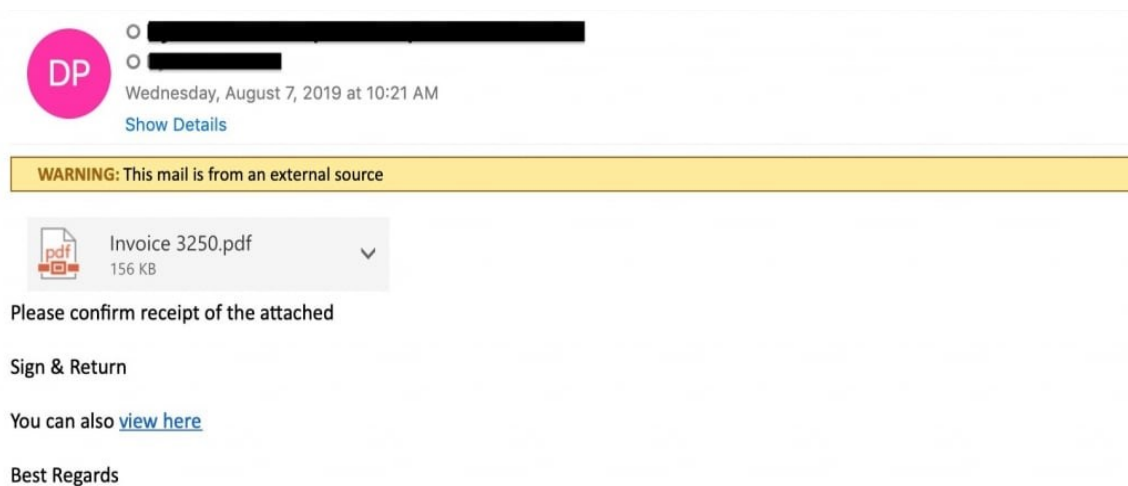 DP
Wednesday, August 7, 2019 at 10:21 AM
Show Details
WARNING: This mail is from an external source
pdf
Invoice 3250.pdf
156 KB
Please confirm receipt of the attached
Sign & Return
You can also view here
Best Regards